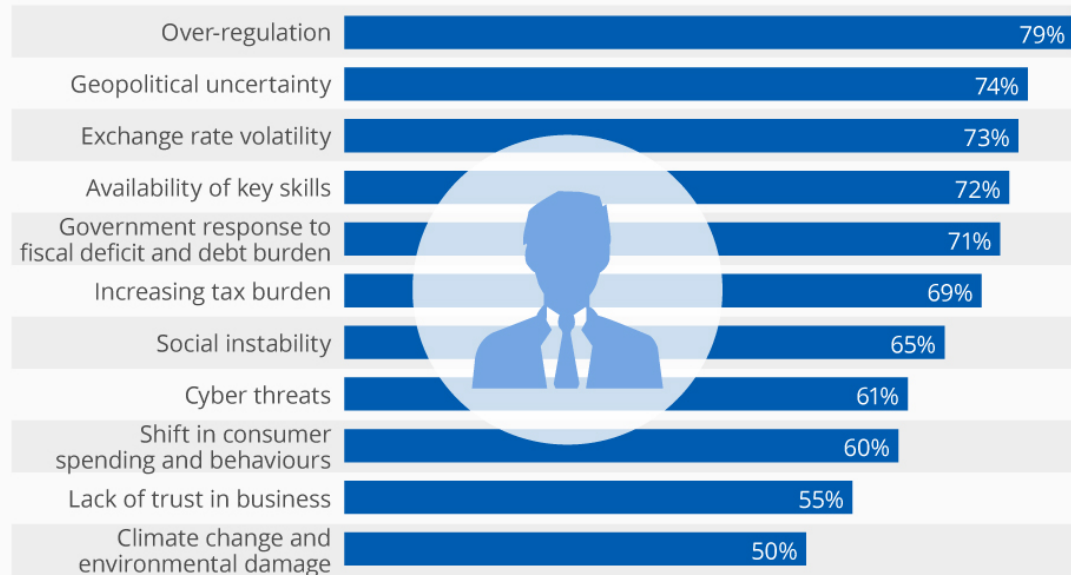 Over-regulation 79%
Geopolitical uncertainty 74%
Exchange rate volatility 73%
Availability of key skills 72%
Government response to
fiscal deficit and debt burden 71%
Increasing tax burden 69%
Social instability 65%
Cyber threats 61%
Shift in consumer
spending and behaviours 60%
Lack of trust in business 55%
Climate change and
environmental damage 50%